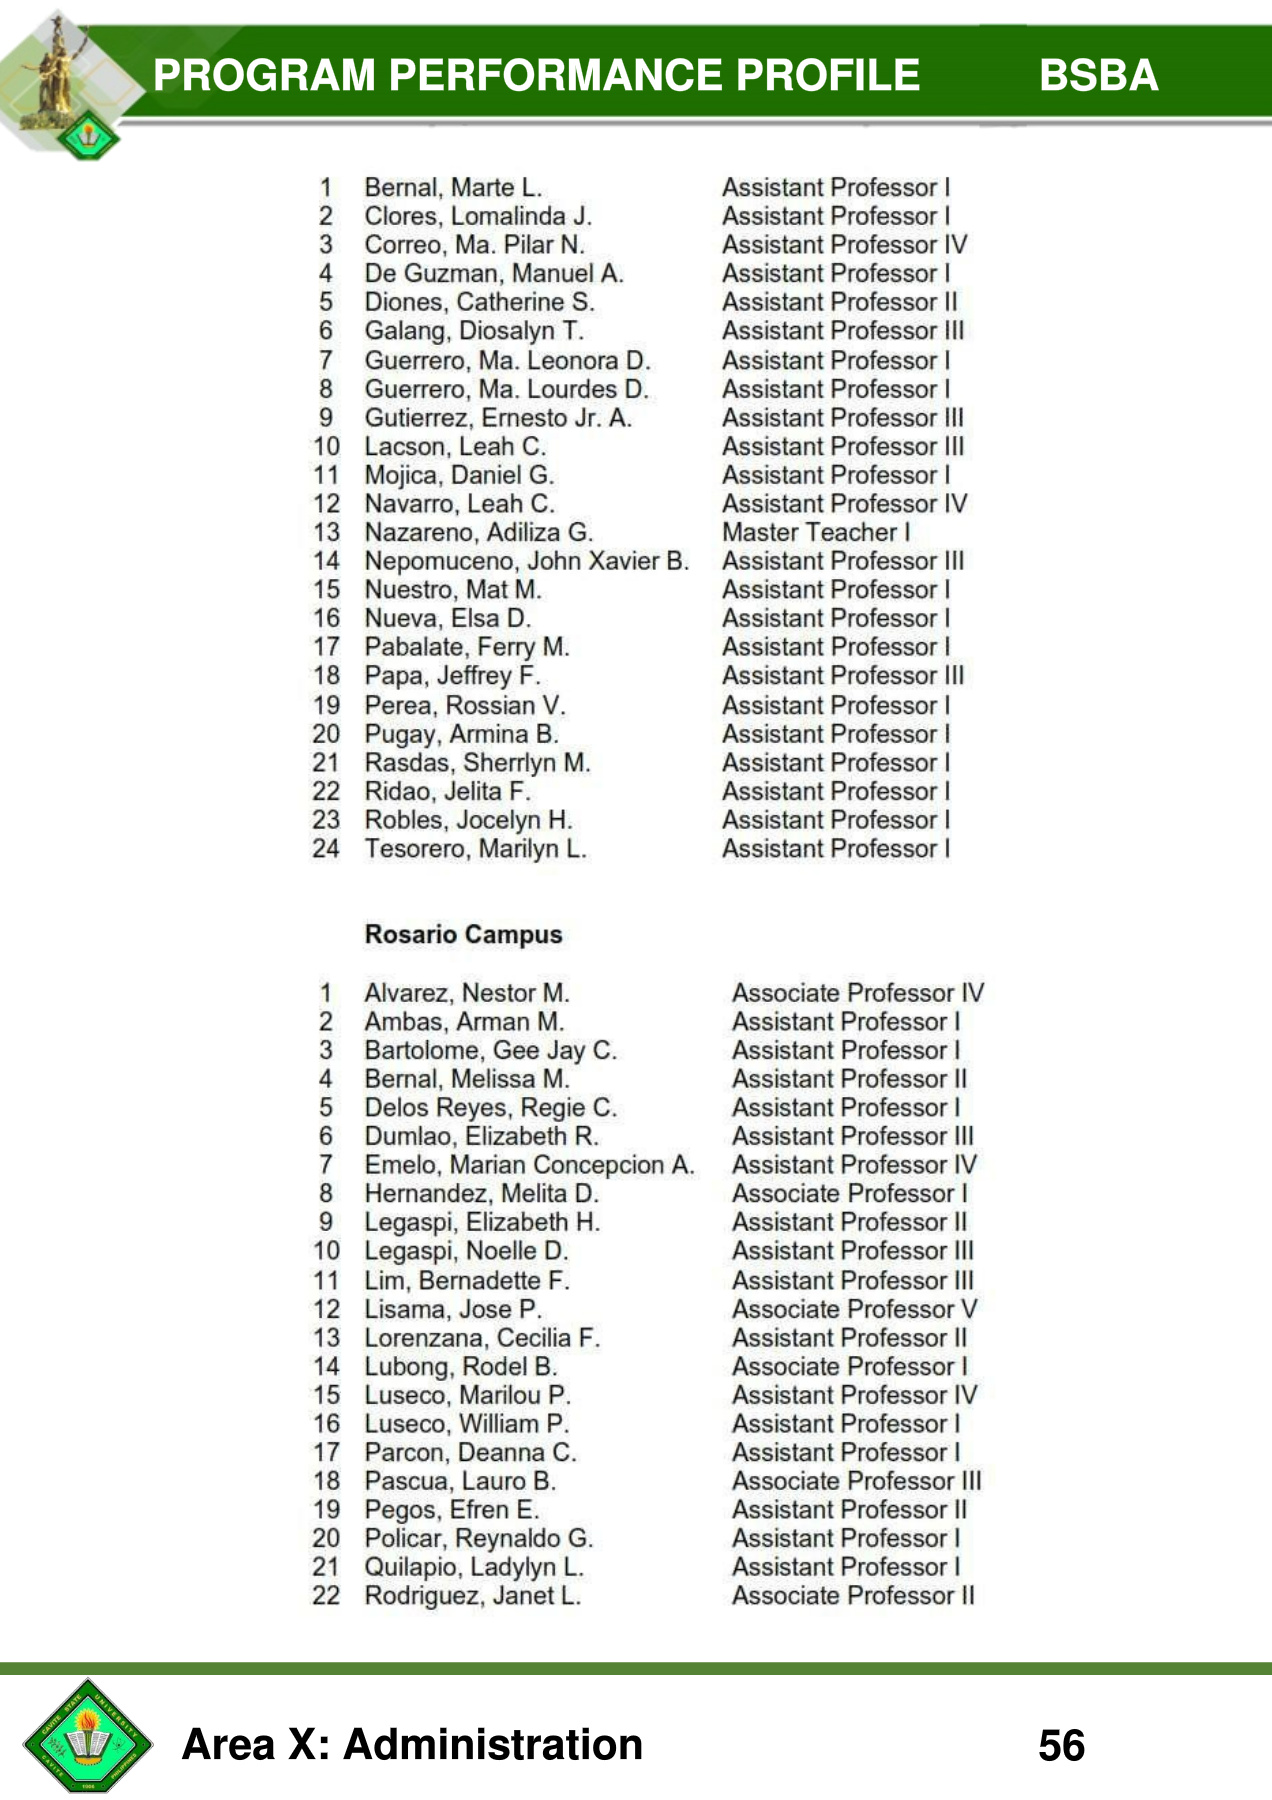 PROGRAM PERFORMANCE PROFILE BSBA
1 Bernal, Marte L. Assistant Professor I
2 Clores, Lomalinda J. Assistant Professor I
3 Correo, Ma. Pilar N. Assistant Professor IV
4 De Guzman, Manuel A. Assistant Professor I
5 Diones, Catherine S. Assistant Professor II
6 Galang, Diosalyn T. Assistant Professor III
7 Guerrero, Ma. Leonora D. Assistant Professor I
8 Guerrero, Ma. Lourdes D. Assistant Professor I
9 Gutierrez, Ernesto Jr. A. Assistant Professor III
10 Lacson, Leah C. Assistant Professor III
11 Mojica, Daniel G. Assistant Professor I
12 Navarro, Leah C. Assistant Professor IV
13 Nazareno, Adiliza G. Master Teacher I
14 Nepomuceno, John Xavier B. Assistant Professor III
15 Nuestro, Mat M. Assistant Professor I
16 Nueva, Elsa D. Assistant Professor I
17 Pabalate, Ferry M. Assistant Professor I
18 Papa, Jeffrey F. Assistant Professor III
19 Perea, Rossian V. Assistant Professor I
20 Pugay, Armina B. Assistant Professor I
21 Rasdas, Sherrlyn M. Assistant Professor I
22 Ridao, Jelita F. Assistant Professor I
23 Robles, Jocelyn H. Assistant Professor I
24 Tesorero, Marilyn L. Assistant Professor I
Rosario Campus
1 Alvarez, Nestor M. Associate Professor IV
2 Ambas, Arman M. Assistant Professor I
3 Bartolome, Gee Jay C. Assistant Professor I
4 Bernal, Melissa M. Assistant Professor II
5 Delos Reyes, Regie C. Assistant Professor I
6 Dumlao, Elizabeth R. Assistant Professor III
7 Emelo, Marian Concepcion A. Assistant Professor IV
8 Hernandez, Melita D. Associate Professor I
9 Legaspi, Elizabeth H. Assistant Professor II
10 Legaspi, Noelle D. Assistant Professor III
11 Lim, Bernadette F. Assistant Professor III
12 Lisama, Jose P. Associate Professor V
13 Lorenzana, Cecilia F. Assistant Professor II
14 Lubong, Rodel B. Associate Professor I
15 Luseco, Marilou P. Assistant Professor IV
16 Luseco, William P. Assistant Professor I
17 Parcon, Deanna C. Assistant Professor I
18 Pascua, Lauro B. Associate Professor III
19 Pegos, Efren E. Assistant Professor II
20 Policar, Reynaldo G. Assistant Professor I
21 Quilapio, Ladylyn L. Assistant Professor I
22 Rodriguez, Janet L. Associate Professor II
CAVITE STATE UNIVERSITY
CAVITE 1906 PHILIPPINES
Area X: Administration 56